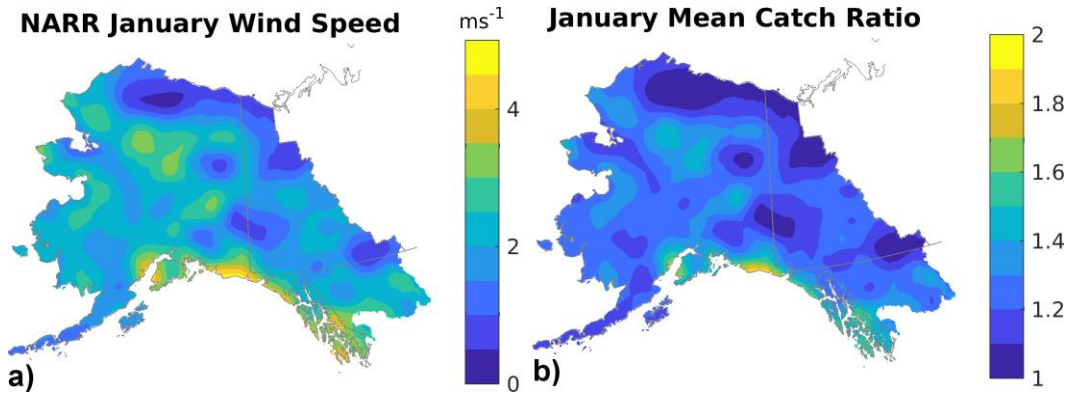 NARR January Wind Speed
ms⁻¹
4
2
0
a)
January Mean Catch Ratio
2
1.8
1.6
1.4
1.2
1
b)